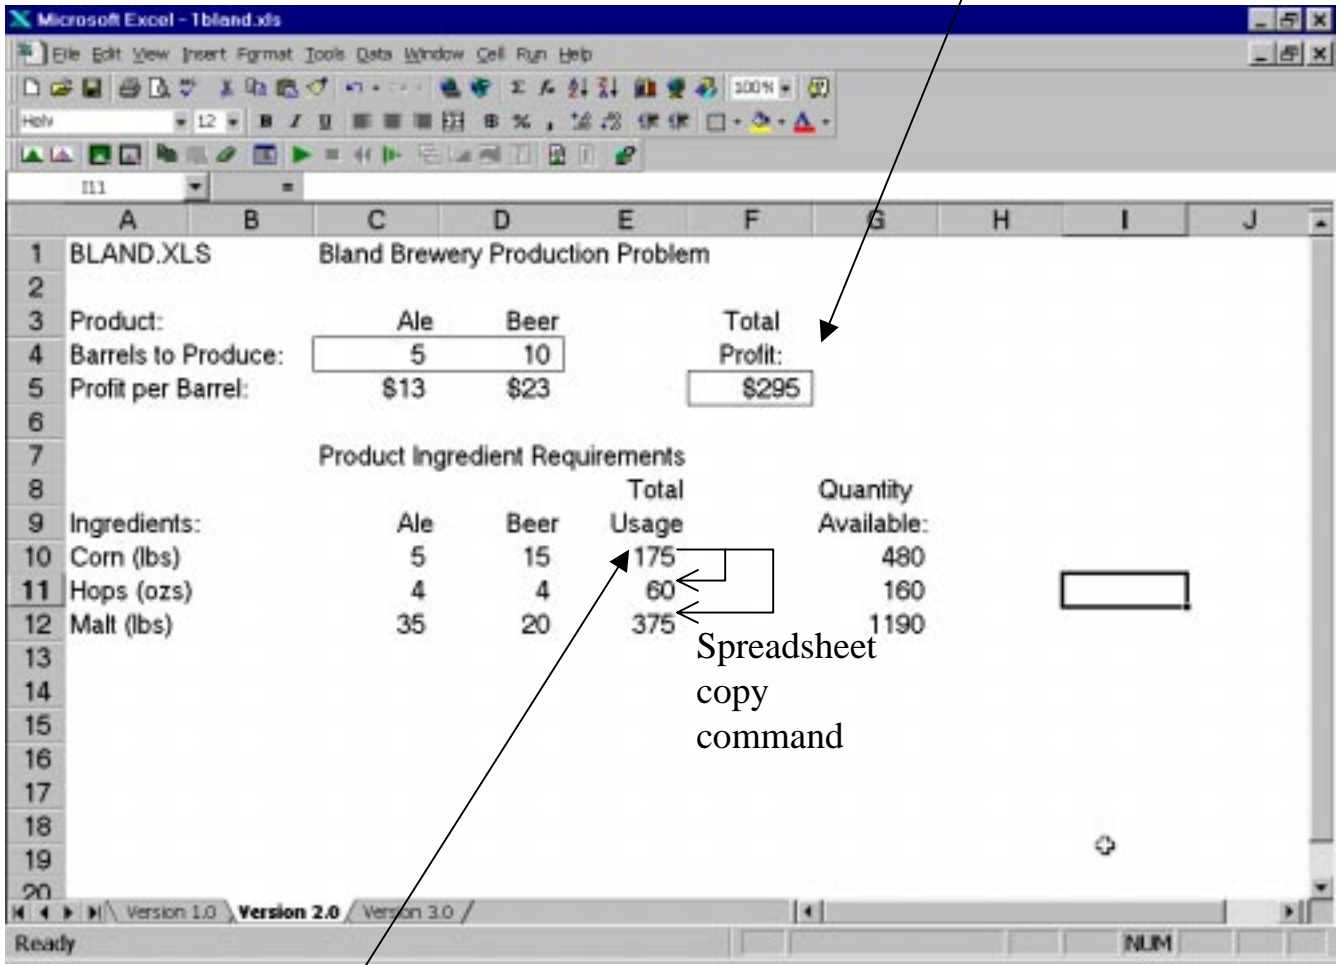 Microsoft Excel - 1bland.xls
File Edit View Insert Format Tools Data Window Cell Run Help
100%
Helv 12 B I U % ,
I11 =
A B C D E F G H I J
1 BLAND.XLS Bland Brewery Production Problem
2
3 Product: Ale Beer Total
4 Barrels to Produce: 5 10 Profit:
5 Profit per Barrel: $13 $23 $295
6
7 Product Ingredient Requirements
8 Total Quantity
9 Ingredients: Ale Beer Usage Available:
10 Corn (lbs) 5 15 175 480
11 Hops (ozs) 4 4 60 160
12 Malt (lbs) 35 20 375 1190
13
Spreadsheet
14
copy
15
command
16
17
18
19
20
Version 1.0 Version 2.0 Version 3.0
Ready NUM